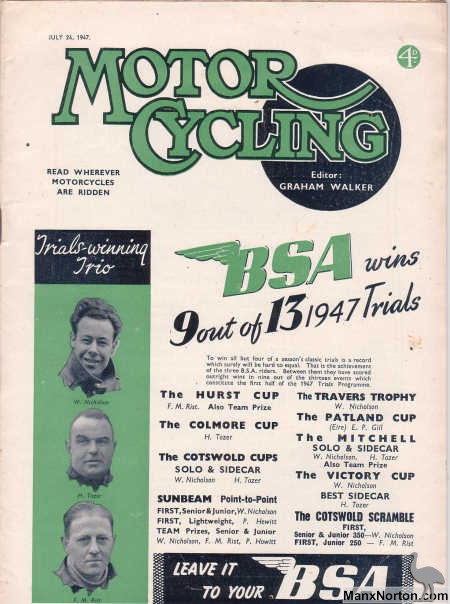 JULY 24, 1947.
4D.
MOTOR
CYCLING
READ WHEREVER
MOTORCYCLES
ARE RIDDEN
Editor:
GRAHAM WALKER
Trials-winning
Trio
W. Nicholson
H. Tozer
F. M. Rist
BSA wins
9 out of 13 1947 Trials
To win all but four of a season's classic trials is a record
which surely will be hard to equal. That is the achievement
of the three B.S.A. riders. Between them they have scored
outright wins in nine out of the thirteen events which
constitute the first half of the 1947 Trials Programme.
The HURST CUP
F. M. Rist. Also Team Prize
The COLMORE CUP
H. Tozer
The COTSWOLD CUPS
SOLO & SIDECAR
W. Nicholson H. Tozer
SUNBEAM Point-to-Point
FIRST, Senior & Junior, W. Nicholson
FIRST, Lightweight, P. Hewitt
TEAM Prizes, Senior & Junior
W. Nicholson, F. M. Rist, P. Howitt
The TRAVERS TROPHY
W. Nicholson
The PATLAND CUP
(Eire) E. P. Gill
The MITCHELL
SOLO & SIDECAR
W. Nicholson. H. Tozer
Also Team Prize
The VICTORY CUP
W. Nicholson
BEST SIDECAR
H. Tozer
The COTSWOLD SCRAMBLE
FIRST,
Senior & Junior 350—W. Nicholson
FIRST, Junior 250 — F. M. Rist
LEAVE IT
TO YOUR BSA
ManxNorton.com